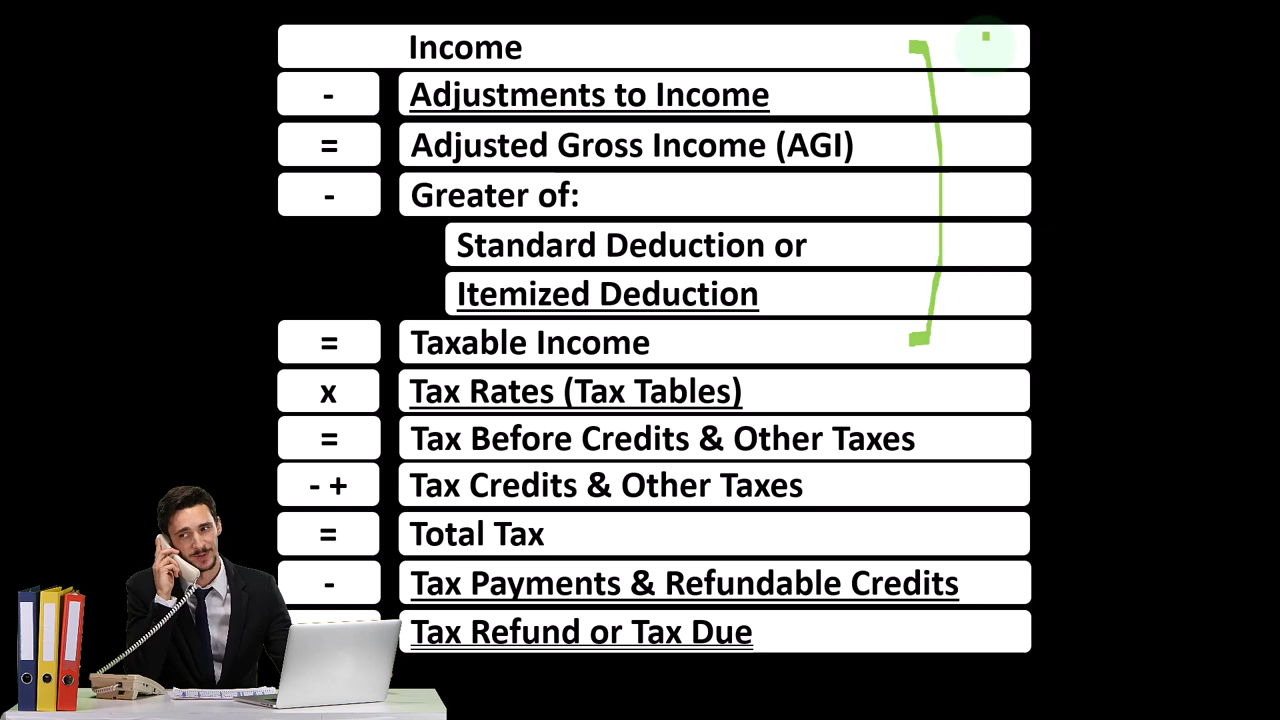 Income
- Adjustments to Income
= Adjusted Gross Income (AGI)
- Greater of:
Standard Deduction or
Itemized Deduction
= Taxable Income
x Tax Rates (Tax Tables)
= Tax Before Credits & Other Taxes
- + Tax Credits & Other Taxes
= Total Tax
- Tax Payments & Refundable Credits
Tax Refund or Tax Due